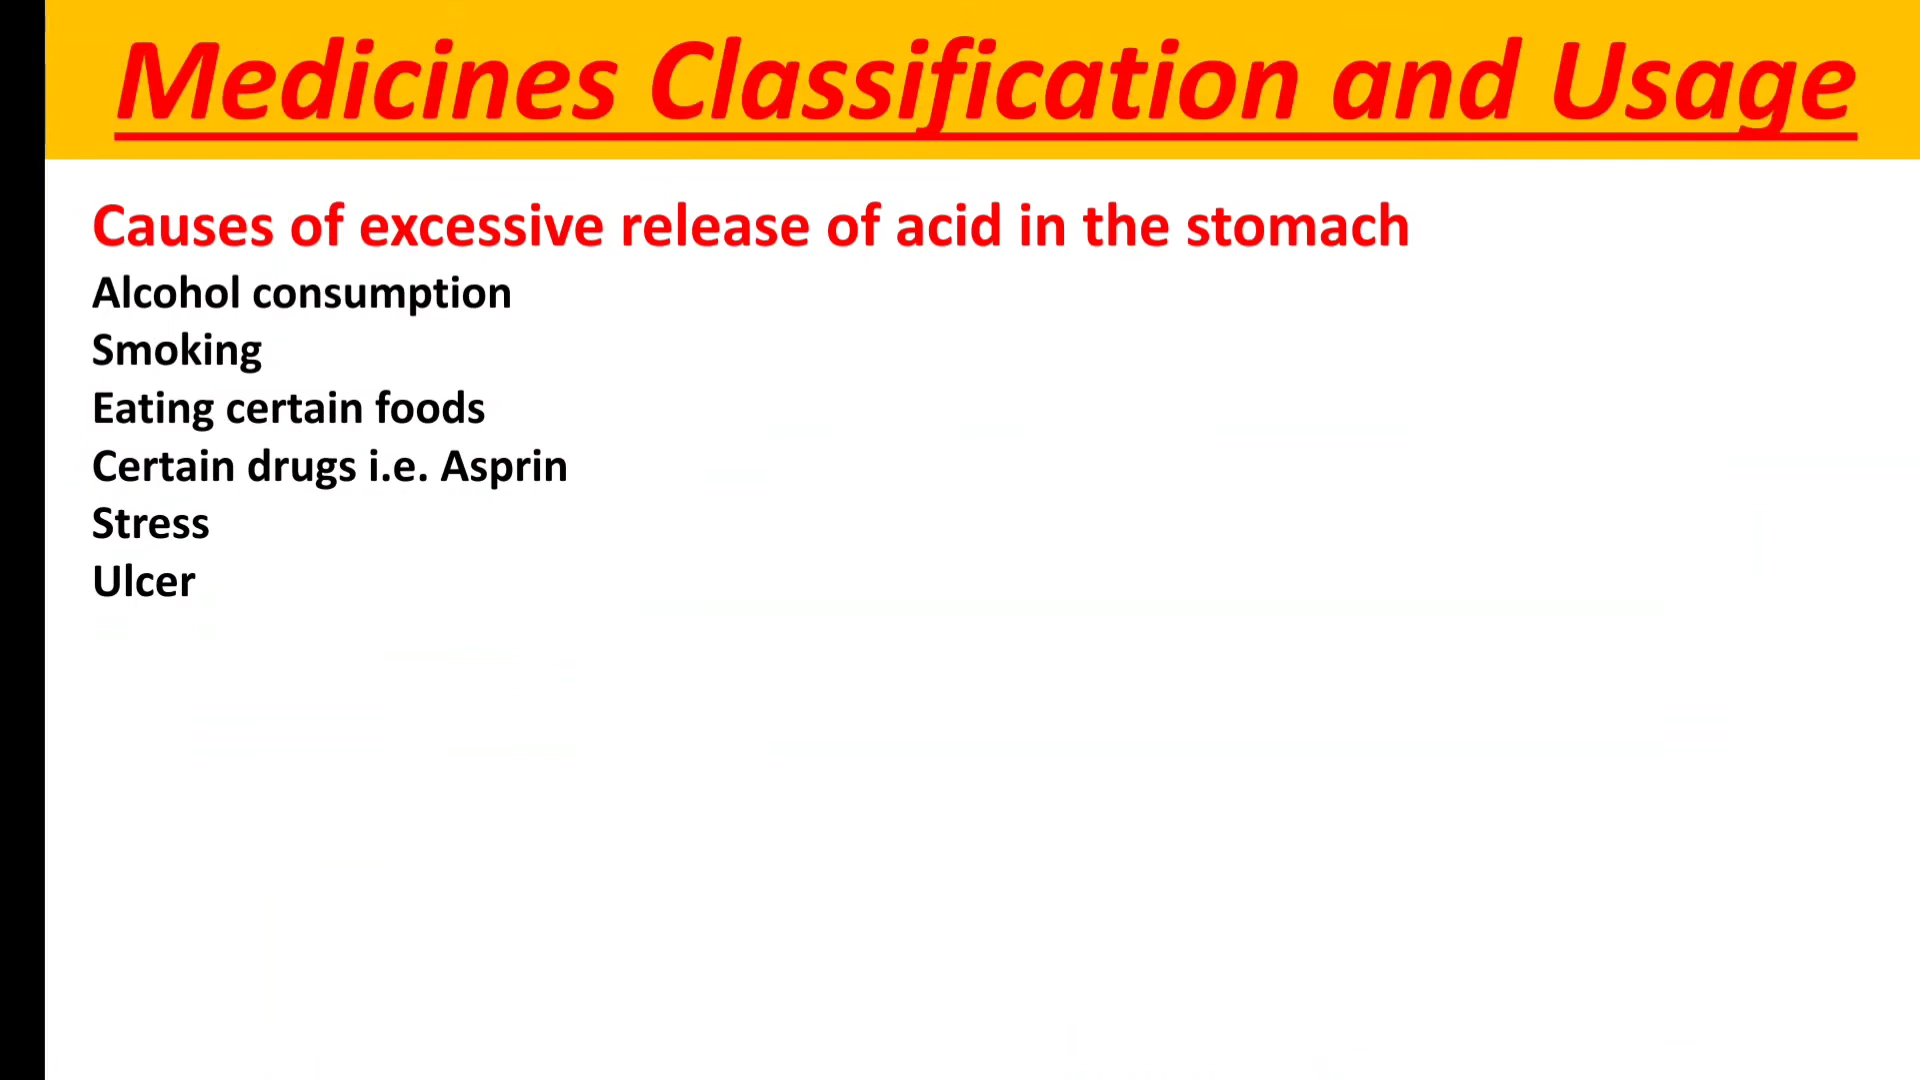 Medicines Classification and Usage
Causes of excessive release of acid in the stomach
Alcohol consumption
Smoking
Eating certain foods
Certain drugs i.e. Asprin
Stress
Ulcer